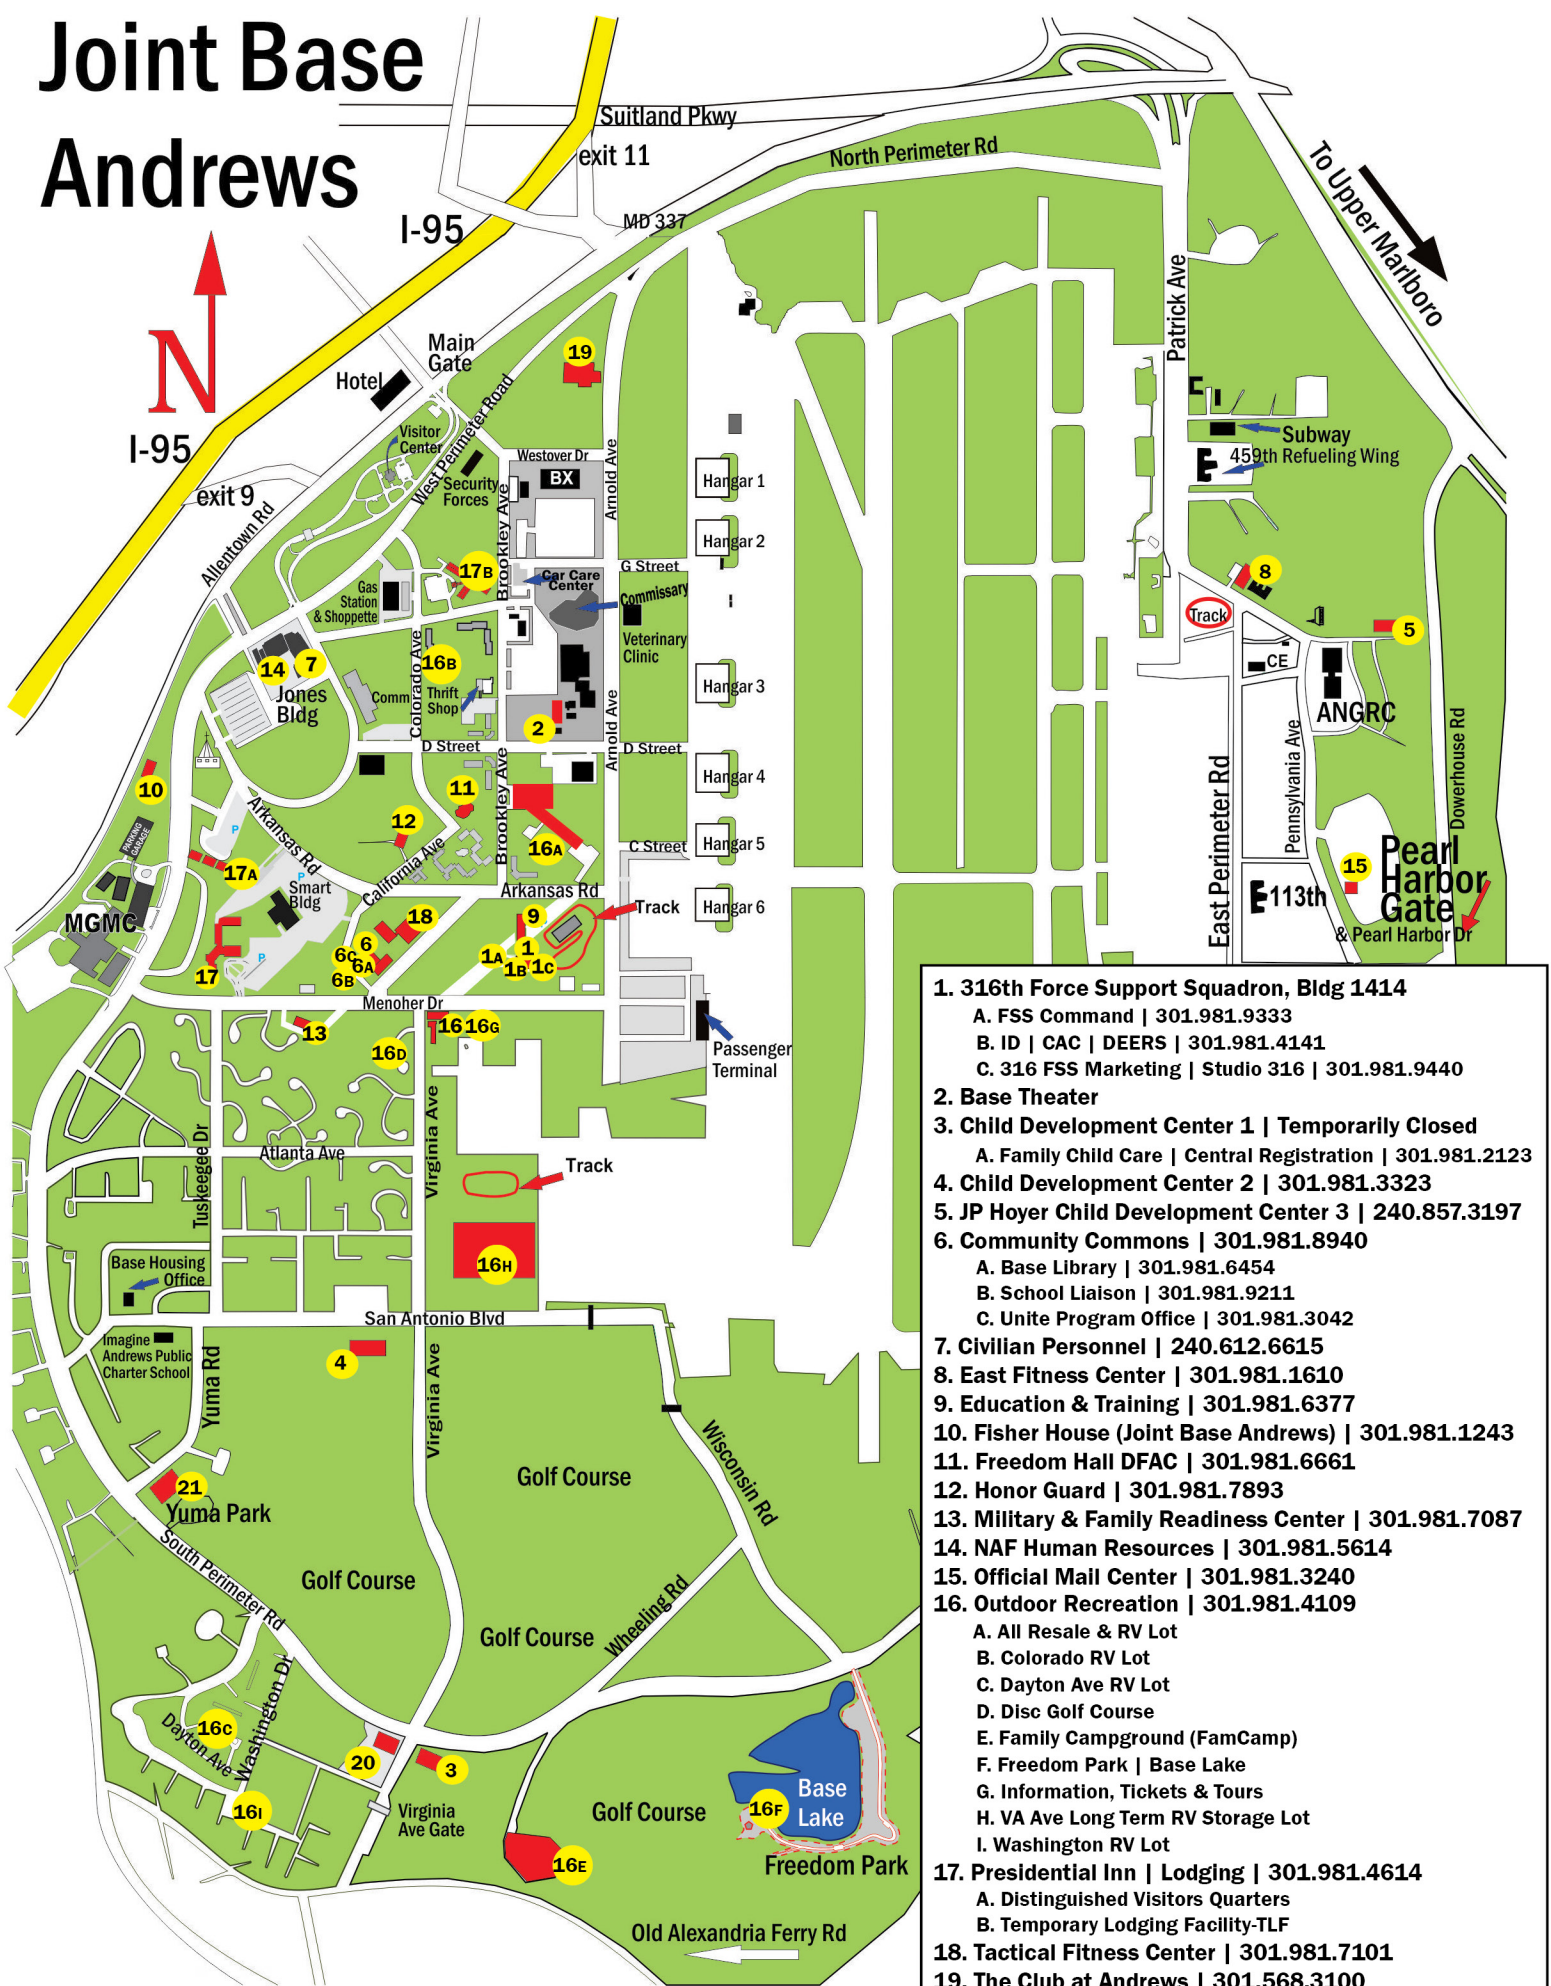 Joint Base
Andrews
N
Suitland Pkwy
exit 11
North Perimeter Rd
To Upper Marlboro
I-95
MD 337
Patrick Ave
Main
Gate
Hotel
19
I-95
exit 9
Visitor
Center
West Perimeter Road
Security
Forces
Westover Dr
BX
Arnold Ave
Brookley Ave
Hangar 1
Subway
459th Refueling Wing
Allentown Rd
Hangar 2
17B
G Street
Car Care
Center
Commissary
Gas
Station
& Shoppette
8
Track
5
Veterinary
Clinic
CE
14
7
Jones
Bldg
Colorado Ave
16B
Comm
Thrift
Shop
Hangar 3
ANGRC
2
Arnold Ave
D Street
D Street
Pennsylvania Ave
Dowerhouse Rd
East Perimeter Rd
Hangar 4
10
11
Brookley Ave
12
Arkansas Rd
P
PARKING
GARAGE
California Ave
16A
C Street
Hangar 5
15
Pearl
Harbor
Gate
& Pearl Harbor Dr
17A
P
Smart
Bldg
Arkansas Rd
113th
MGMC
Track
Hangar 6
18
9
6
6C
6A
6B
1
1A
1B
1C
P
17
Menoher Dr
13
16
16G
16D
Passenger
Terminal
Virginia Ave
Tuskeegee Dr
Atlanta Ave
Track
16H
Base Housing
Office
San Antonio Blvd
Imagine
Andrews Public
Charter School
4
Yuma Rd
Virginia Ave
Wisconsin Rd
Golf Course
21
Yuma Park
South Perimeter Rd
Golf Course
Golf Course
Wheeling Rd
Washington Dr
16C
Dayton Ave
20
3
16I
Virginia
Ave Gate
Golf Course
Base
Lake
16F
16E
Freedom Park
Old Alexandria Ferry Rd
1. 316th Force Support Squadron, Bldg 1414
A. FSS Command | 301.981.9333
B. ID | CAC | DEERS | 301.981.4141
C. 316 FSS Marketing | Studio 316 | 301.981.9440
2. Base Theater
3. Child Development Center 1 | Temporarily Closed
A. Family Child Care | Central Registration | 301.981.2123
4. Child Development Center 2 | 301.981.3323
5. JP Hoyer Child Development Center 3 | 240.857.3197
6. Community Commons | 301.981.8940
A. Base Library | 301.981.6454
B. School Liaison | 301.981.9211
C. Unite Program Office | 301.981.3042
7. Civilian Personnel | 240.612.6615
8. East Fitness Center | 301.981.1610
9. Education & Training | 301.981.6377
10. Fisher House (Joint Base Andrews) | 301.981.1243
11. Freedom Hall DFAC | 301.981.6661
12. Honor Guard | 301.981.7893
13. Military & Family Readiness Center | 301.981.7087
14. NAF Human Resources | 301.981.5614
15. Official Mail Center | 301.981.3240
16. Outdoor Recreation | 301.981.4109
A. All Resale & RV Lot
B. Colorado RV Lot
C. Dayton Ave RV Lot
D. Disc Golf Course
E. Family Campground (FamCamp)
F. Freedom Park | Base Lake
G. Information, Tickets & Tours
H. VA Ave Long Term RV Storage Lot
I. Washington RV Lot
17. Presidential Inn | Lodging | 301.981.4614
A. Distinguished Visitors Quarters
B. Temporary Lodging Facility-TLF
18. Tactical Fitness Center | 301.981.7101
19. The Club at Andrews | 301.568.3100